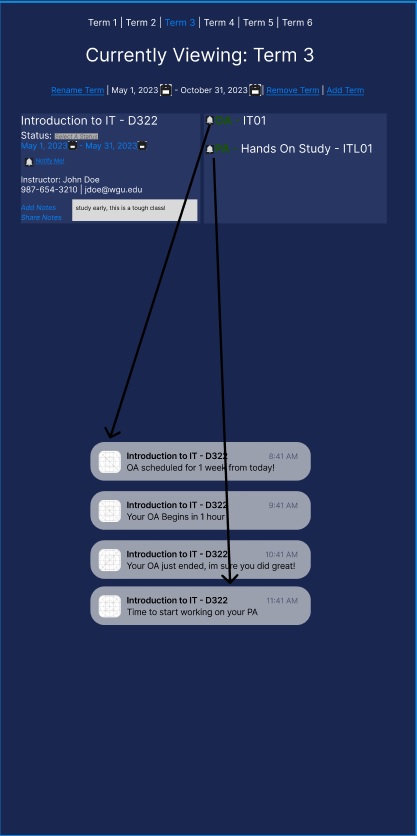 Term 1 | Term 2 | Term 3 | Term 4 | Term 5 | Term 6
Currently Viewing: Term 3
Rename Term | May 1, 2023 - October 31, 2023 | Remove Term | Add Term
Introduction to IT - D322
Status: Select A Status
May 1, 2023 - May 31, 2023
Notify Me!
Instructor: John Doe
987-654-3210 | jdoe@wgu.edu
Add Notes
Share Notes
study early, this is a tough class!
OA IT01
PA Hands On Study - ITL01
Introduction to IT - D322 8:41 AM
OA scheduled for 1 week from today!
Introduction to IT - D322 9:41 AM
Your OA Begins in 1 hour
Introduction to IT - D322 10:41 AM
Your OA just ended, im sure you did great!
Introduction to IT - D322 11:41 AM
Time to start working on your PA